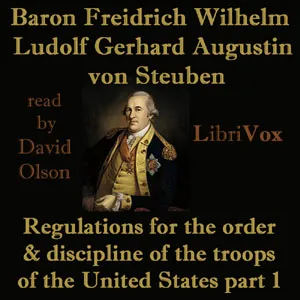 Baron Freidrich Wilhelm
Ludolf Gerhard Augustin
von Steuben
read
by
David
Olson
LibriVox
Regulations for the order
& discipline of the troops
of the United States part 1